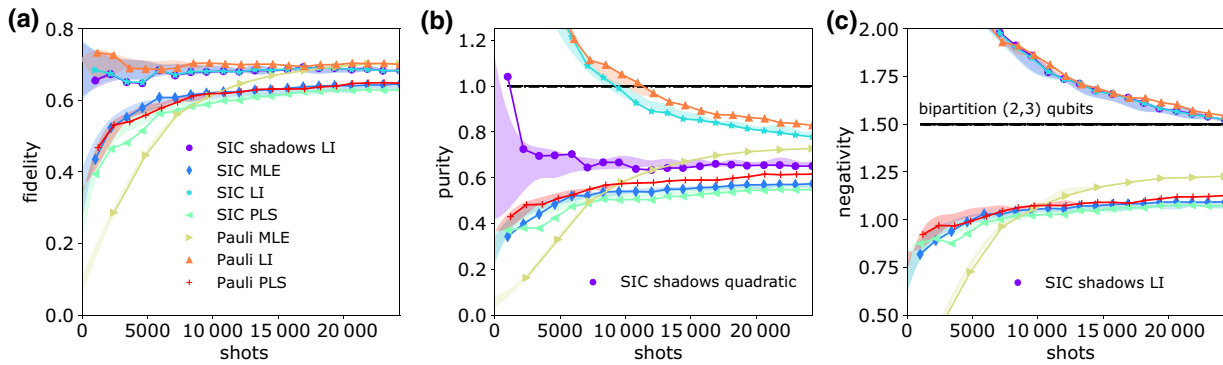 (a)
0.8
0.6
0.4
0.2
0.0
fidelity
SIC shadows LI
SIC MLE
SIC LI
SIC PLS
Pauli MLE
Pauli LI
Pauli PLS
0 5000 10 000 15 000 20 000
shots
(b)
1.2
1.0
0.8
0.6
0.4
0.2
0.0
purity
SIC shadows quadratic
0 5000 10 000 15 000 20 000
shots
(c)
2.00
1.75
1.50
1.25
1.00
0.75
0.50
negativity
bipartition (2,3) qubits
SIC shadows LI
0 5000 10 000 15 000 20 000
shots